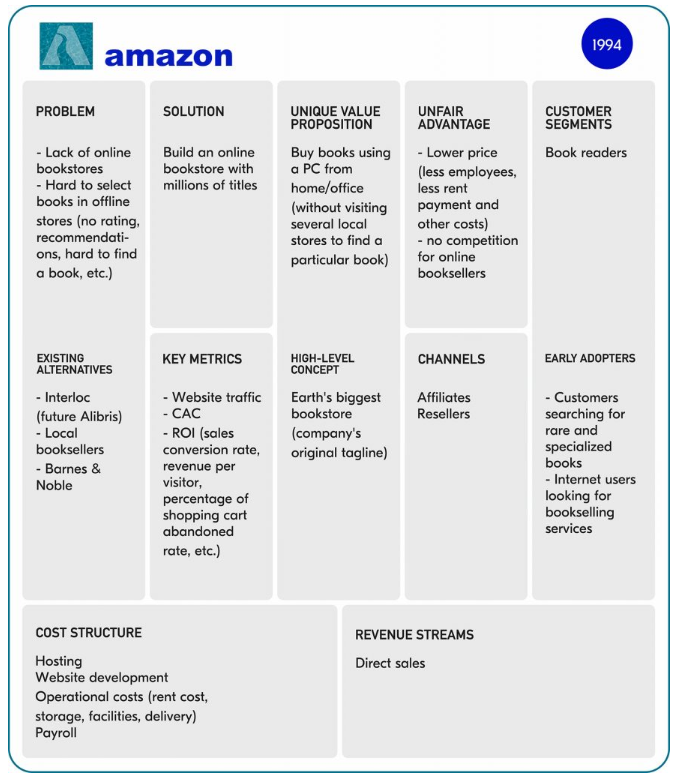 amazon
1994
PROBLEM
- Lack of online
bookstores
- Hard to select
books in offline
stores (no rating,
recommendati-
ons, hard to find
a book, etc.)
SOLUTION
Build an online
bookstore with
millions of titles
UNIQUE VALUE
PROPOSITION
Buy books using
a PC from
home/office
(without visiting
several local
stores to find a
particular book)
UNFAIR
ADVANTAGE
- Lower price
(less employees,
less rent
payment and
other costs)
- no competition
for online
booksellers
CUSTOMER
SEGMENTS
Book readers
EXISTING
ALTERNATIVES
- Interloc
(future Alibris)
- Local
booksellers
- Barnes &
Noble
KEY METRICS
- Website traffic
- CAC
- ROI (sales
conversion rate,
revenue per
visitor,
percentage of
shopping cart
abandoned
rate, etc.)
HIGH-LEVEL
CONCEPT
Earth's biggest
bookstore
(company's
original tagline)
CHANNELS
Affiliates
Resellers
EARLY ADOPTERS
- Customers
searching for
rare and
specialized
books
- Internet users
looking for
bookselling
services
COST STRUCTURE
Hosting
Website development
Operational costs (rent cost,
storage, facilities, delivery)
Payroll
REVENUE STREAMS
Direct sales